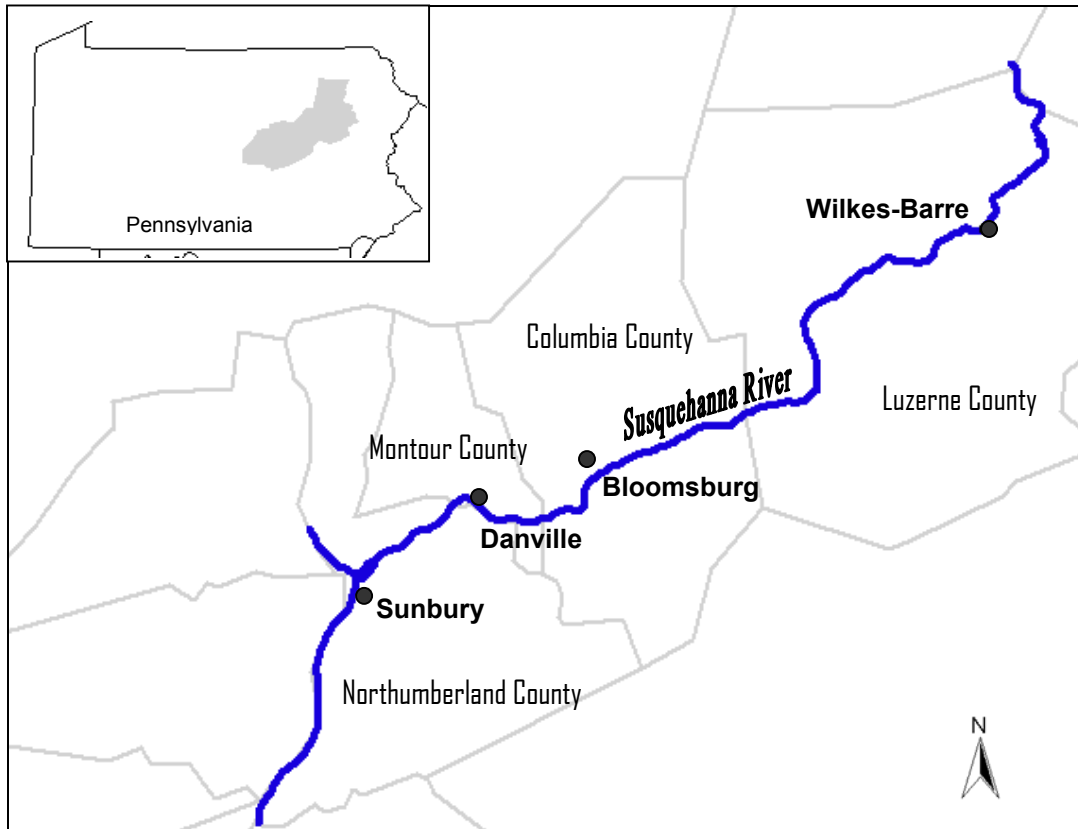 Pennsylvania
Wilkes-Barre
Columbia County
Susquehanna River
Luzerne County
Montour County
Bloomsburg
Danville
Sunbury
Northumberland County
N